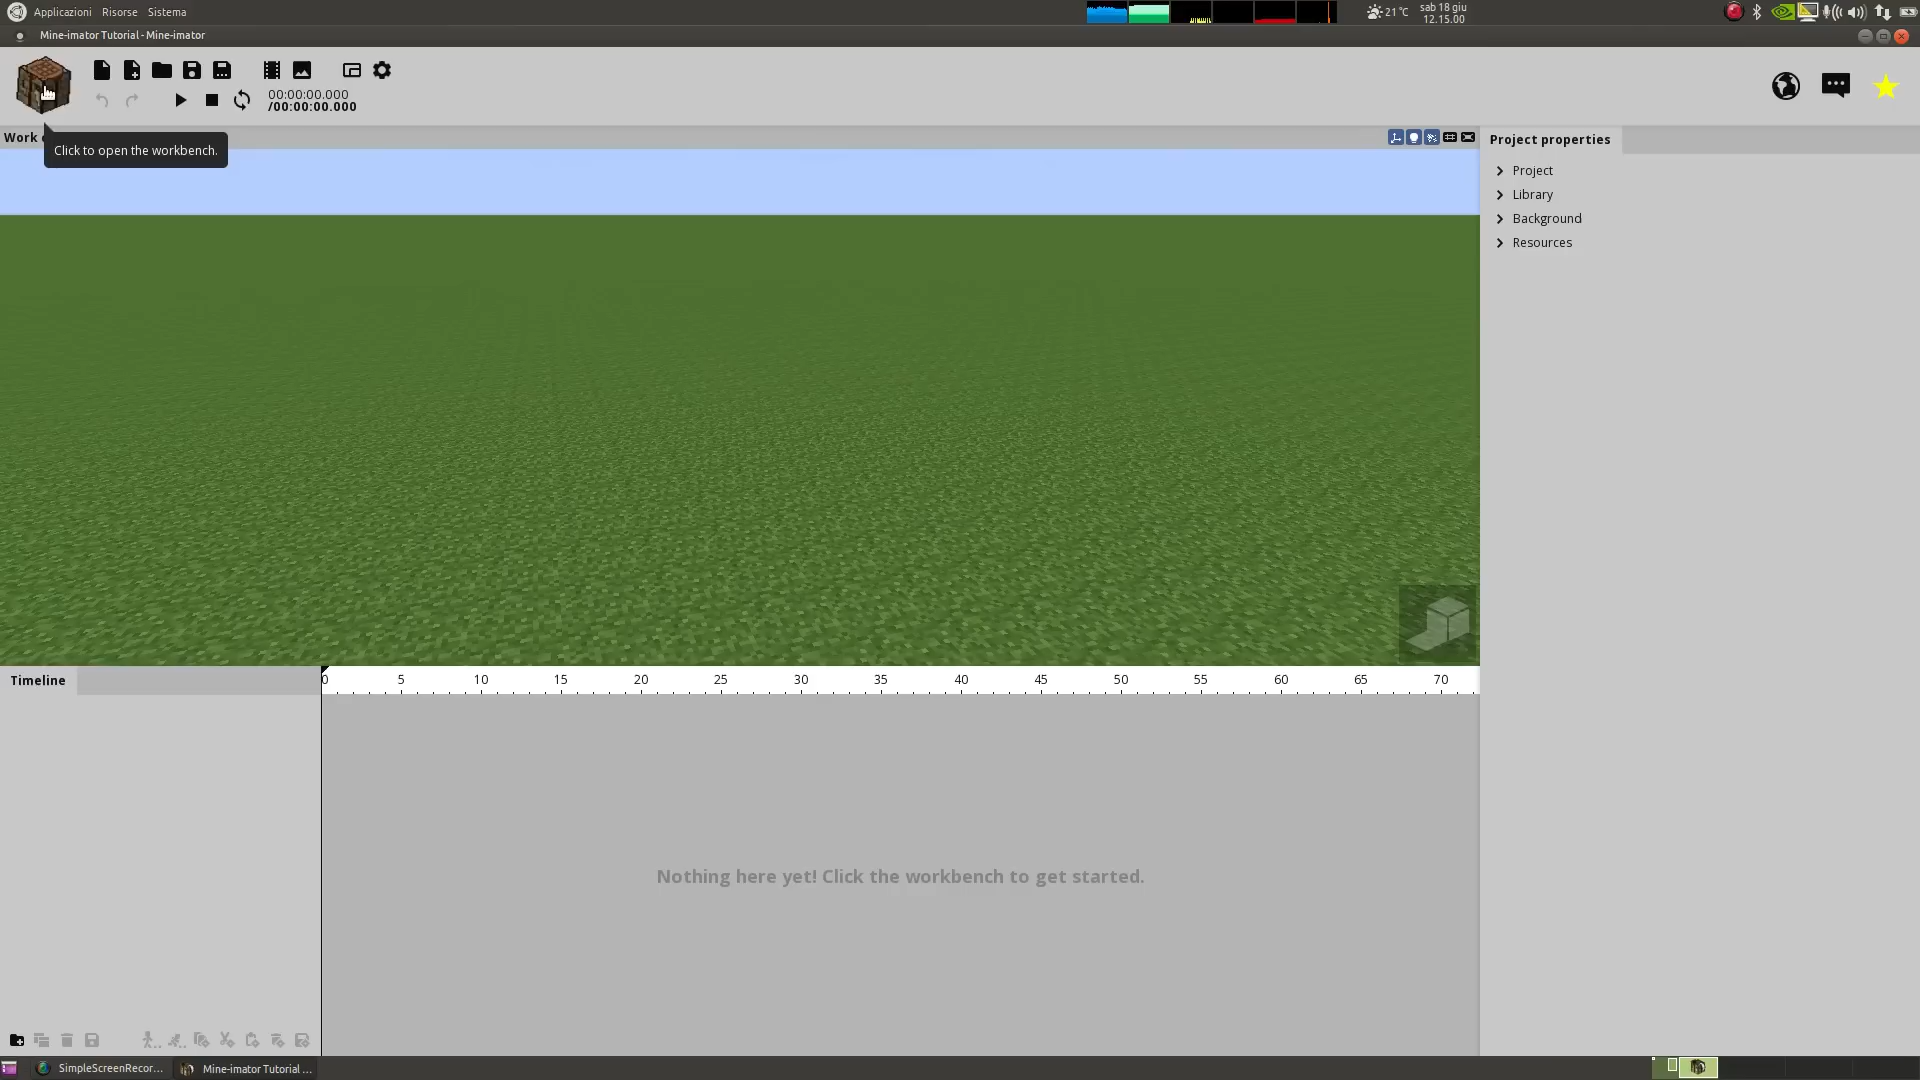 Applicazioni Risorse Sistema
21 °C
sab 18 giu
12.15.00
Mine-imator Tutorial - Mine-imator
00:00:00.000
/00:00:00.000
Work
Click to open the workbench.
Project properties
Project
Library
Background
Resources
Timeline
0 5 10 15 20 25 30 35 40 45 50 55 60 65 70
Nothing here yet! Click the workbench to get started.
SimpleScreenRecor...
Mine-imator Tutorial ...